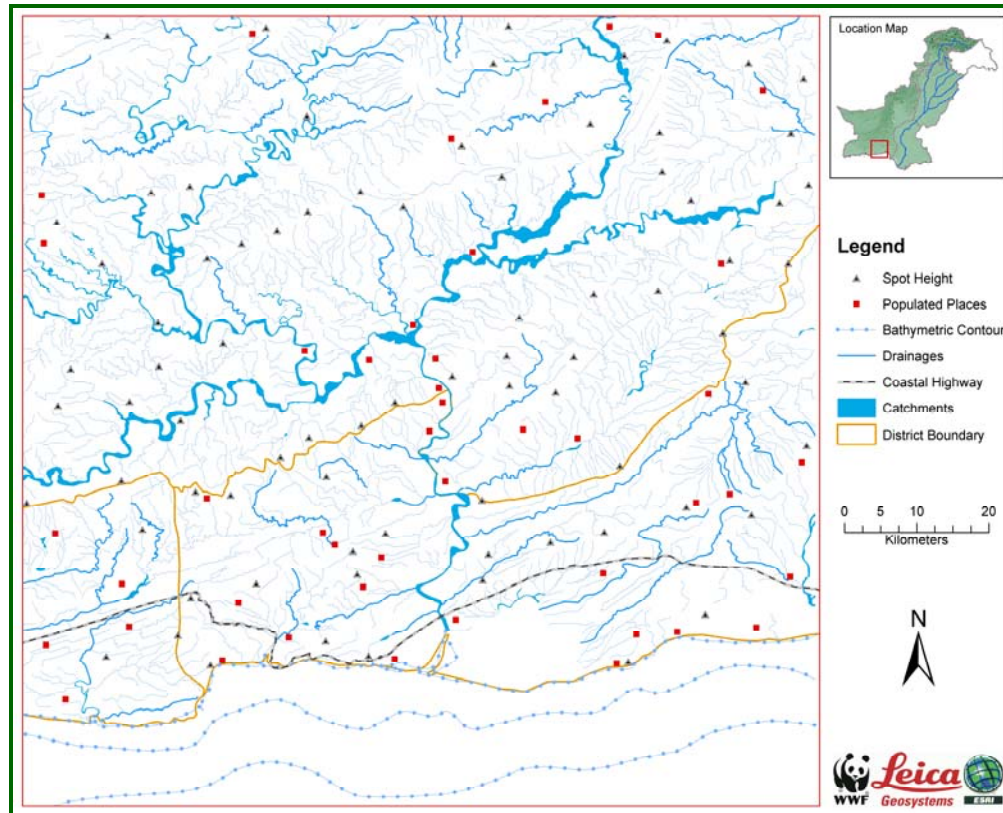 Location Map
Legend
Spot Height
Populated Places
Bathymetric Contour
Drainages
Coastal Highway
Catchments
District Boundary
0 5 10 20
Kilometers
N
WWF
Leica
Geosystems
ESRI